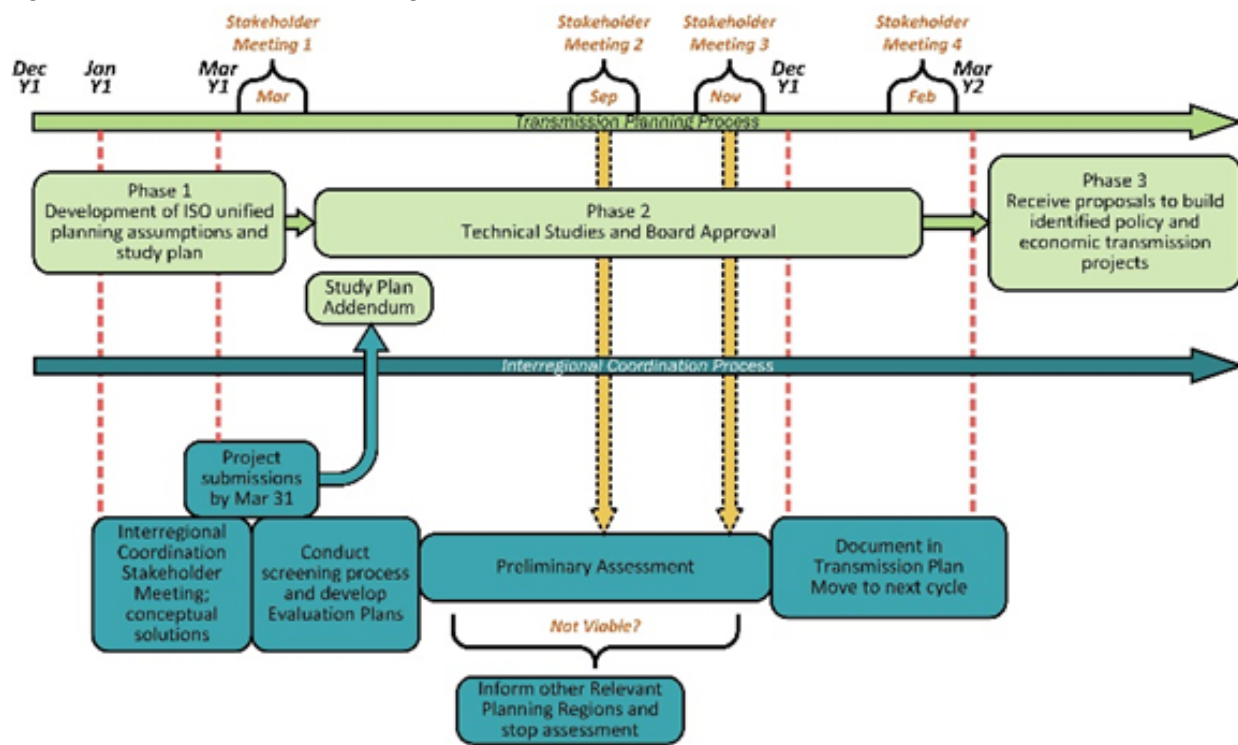 Stakeholder
Meeting 1
Stakeholder
Meeting 2
Stakeholder
Meeting 3
Stakeholder
Meeting 4
Dec
Y1
Jan
Y1
Mar
Y1
Mar
Sep
Nov
Dec
Y1
Feb
Mar
Y2
Transmission Planning Process
Phase 1
Development of ISO unified
planning assumptions and
study plan
Phase 2
Technical Studies and Board Approval
Phase 3
Receive proposals to build
identified policy and
economic transmission
projects
Study Plan
Addendum
Interregional Coordination Process
Project
submissions
by Mar 31
Interregional
Coordination
Stakeholder
Meeting;
conceptual
solutions
Conduct
screening process
and develop
Evaluation Plans
Preliminary Assessment
Document in
Transmission Plan
Move to next cycle
Not Viable?
Inform other Relevant
Planning Regions and
stop assessment